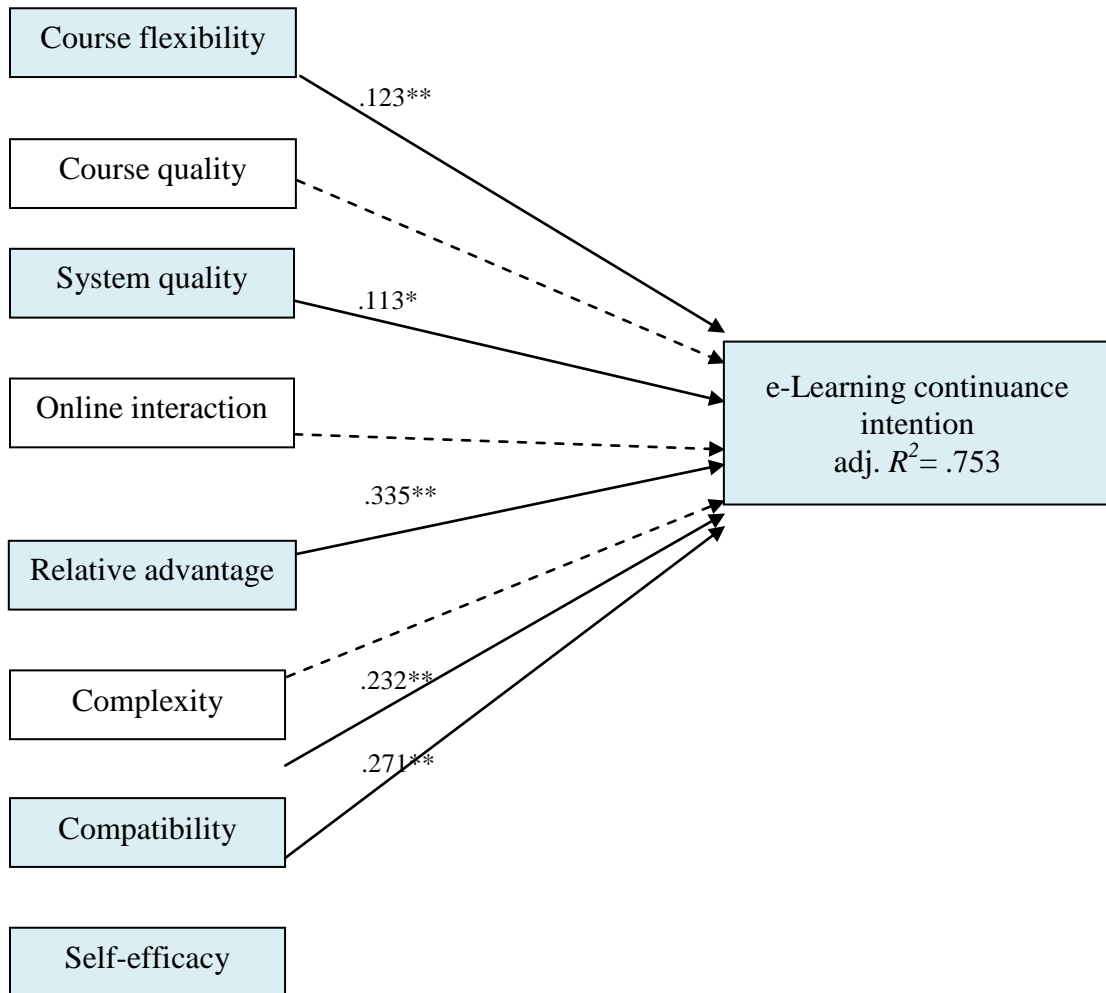 Course flexibility
.123**
Course quality
System quality
.113*
Online interaction
e-Learning continuance
intention
adj. R²= .753
.335**
Relative advantage
Complexity
.232**
.271**
Compatibility
Self-efficacy